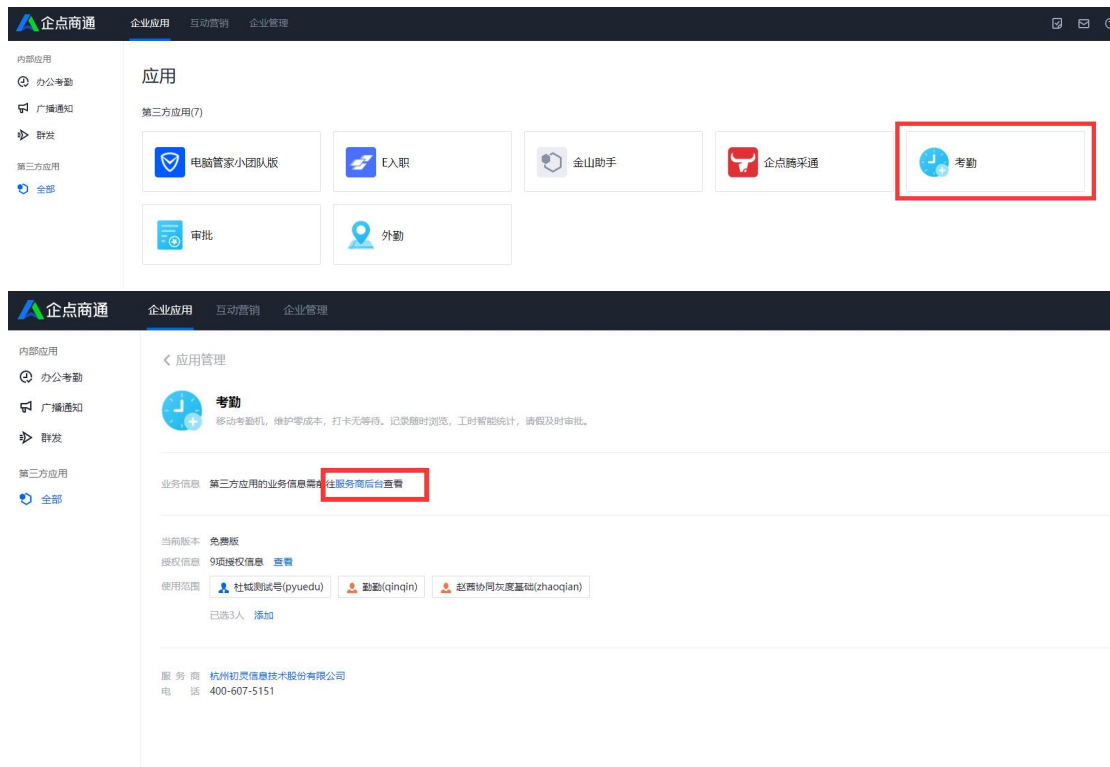 企点商通 企业应用 互动营销 企业管理
内部应用
办公考勤
广播通知
群发
第三方应用
全部
应用
第三方应用(7)
电脑管家小团队版 E入职 金山助手 企点腾采通 考勤
审批 外勤
企点商通 企业应用 互动营销 企业管理
内部应用
办公考勤
广播通知
群发
第三方应用
全部
应用管理
考勤
移动考勤机，维护零成本，打卡无等待。记录随时浏览，工时智能统计，请假及时审批。
业务信息 第三方应用的业务信息需前往服务商后台查看
当前版本 免费版
授权信息 9项授权信息 查看
使用范围 杜钺测试号(pyuedu) 勤勤(qinqin) 赵茜协同灰度基础(zhaoqian)
已选3人 添加
服务商 杭州初灵信息技术股份有限公司
电话 400-607-5151